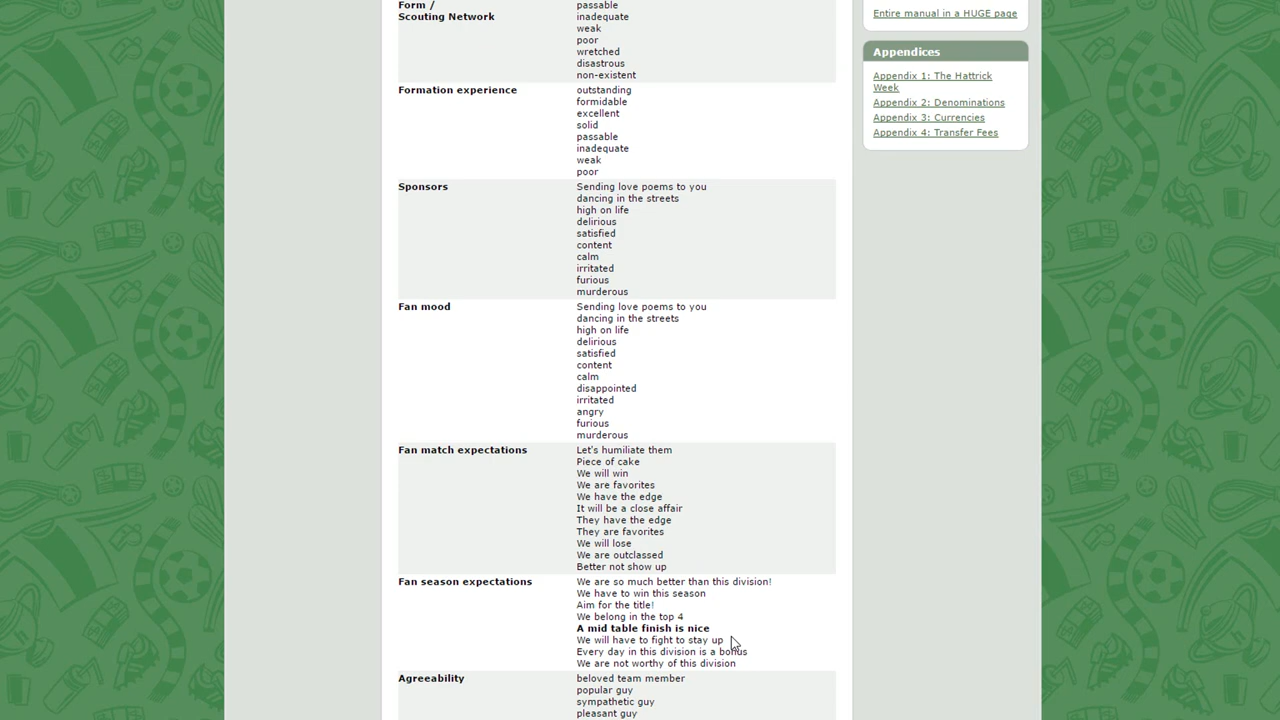 Form /
Scouting Network
passable
inadequate
weak
poor
wretched
disastrous
non-existent
Formation experience
outstanding
formidable
excellent
solid
passable
inadequate
weak
poor
Sponsors
Sending love poems to you
dancing in the streets
high on life
delirious
satisfied
content
calm
irritated
furious
murderous
Fan mood
Sending love poems to you
dancing in the streets
high on life
delirious
satisfied
content
calm
disappointed
irritated
angry
furious
murderous
Fan match expectations
Let's humiliate them
Piece of cake
We will win
We are favorites
We have the edge
It will be a close affair
They have the edge
They are favorites
We will lose
We are outclassed
Better not show up
Fan season expectations
We are so much better than this division!
We have to win this season
Aim for the title!
We belong in the top 4
A mid table finish is nice
We will have to fight to stay up
Every day in this division is a bonus
We are not worthy of this division
Agreeability
beloved team member
popular guy
sympathetic guy
pleasant guy
Entire manual in a HUGE page
Appendices
Appendix 1: The Hattrick
Week
Appendix 2: Denominations
Appendix 3: Currencies
Appendix 4: Transfer Fees